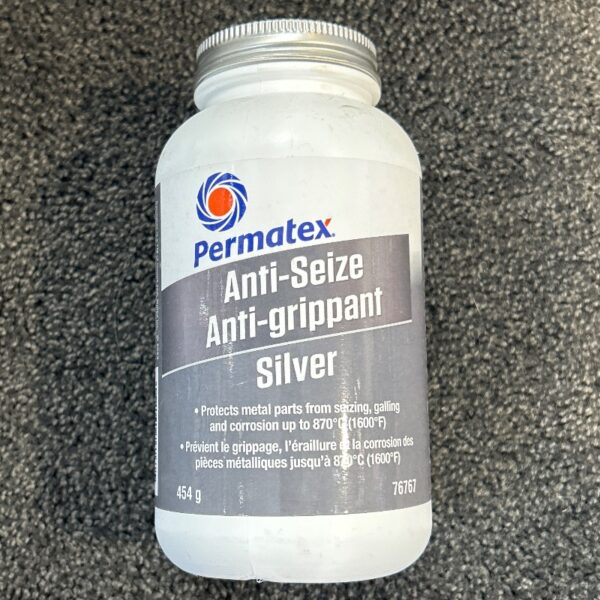 Permatex
Anti-Seize
Anti-grippant
Silver
• Protects metal parts from seizing, galling
and corrosion up to 870°C (1600°F)
• Prévient le grippage, l'éraillure et la corrosion des
pièces métalliques jusqu'à 870°C (1600°F)
454 g
76767